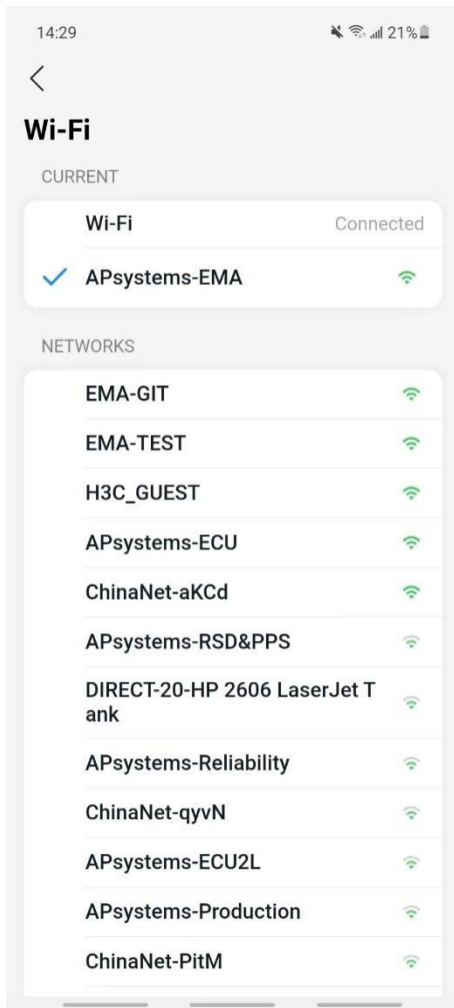 14:29 21%
Wi-Fi
CURRENT
Wi-Fi Connected
APsystems-EMA
NETWORKS
EMA-GIT
EMA-TEST
H3C_GUEST
APsystems-ECU
ChinaNet-aKCd
APsystems-RSD&PPS
DIRECT-20-HP 2606 LaserJet T
ank
APsystems-Reliability
ChinaNet-qyvN
APsystems-ECU2L
APsystems-Production
ChinaNet-PitM